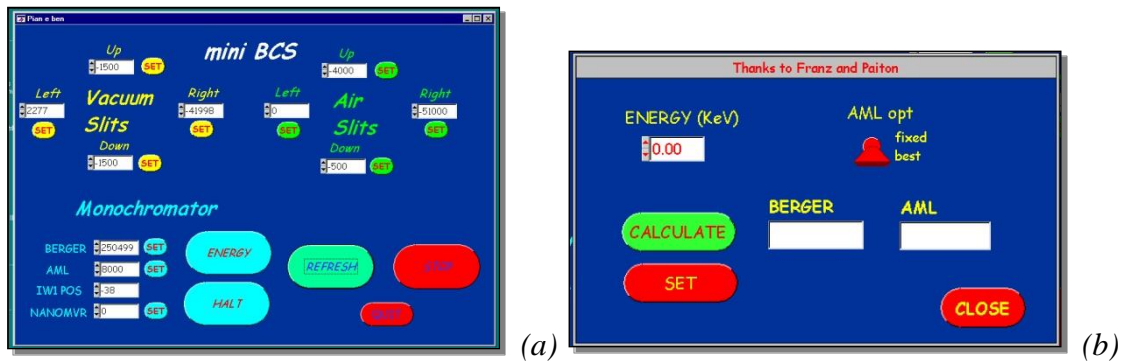 Pian e ben
mini BCS
Up
-1500 SET
Up
-4000 SET
Left
2277
SET
Vacuum
Slits
Right
-41998
SET
Left
0
SET
Air
Slits
Right
-51000
SET
Down
-1500 SET
Down
-500 SET
Monochromator
BERGER 250499 SET
AML 8000 SET
IW1 POS -38
NANOMVR 0 SET
ENERGY
HALT
REFRESH
STOP
QUIT
(a)
Thanks to Franz and Paiton
ENERGY (KeV)
0.00
AML opt
fixed
best
CALCULATE
SET
BERGER
AML
CLOSE
(b)